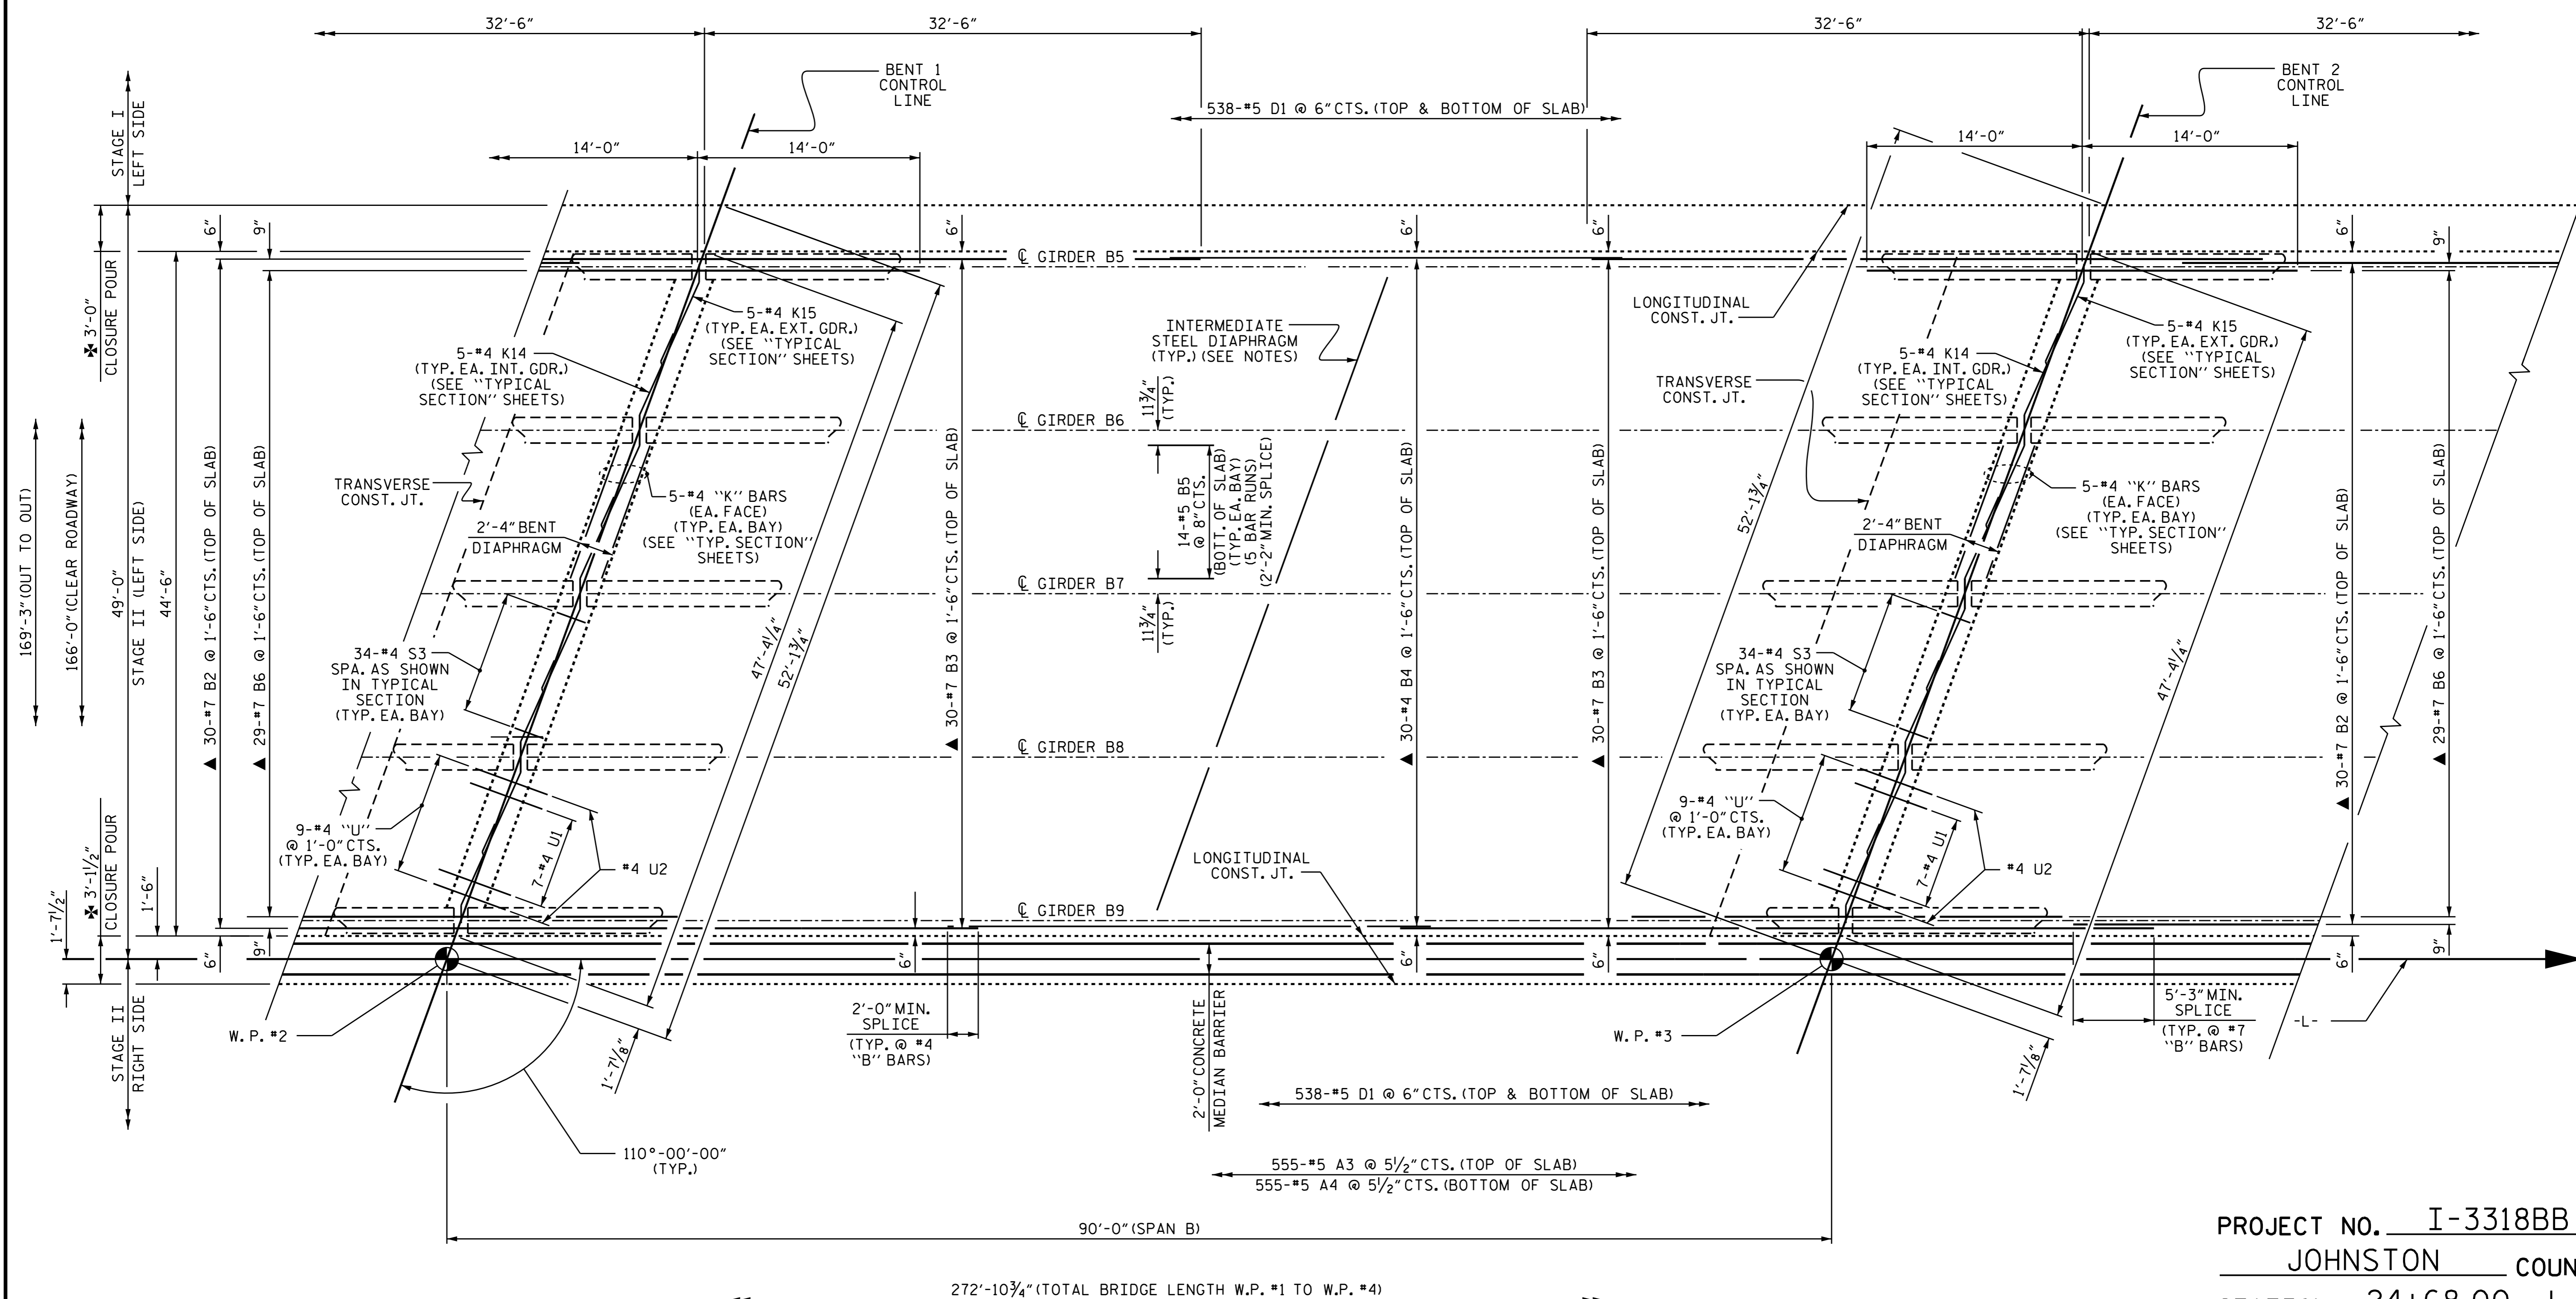 32'-6"
32'-6"
32'-6"
32'-6"
BENT 1
CONTROL
LINE
BENT 2
CONTROL
LINE
538-#5 D1 @ 6" CTS. (TOP & BOTTOM OF SLAB)
STAGE I
LEFT SIDE
14'-0"
14'-0"
14'-0"
14'-0"
6"
9"
6"
6"
6"
6"
9"
℄ GIRDER B5
✠ 3'-0"
CLOSURE POUR
5-#4 K15
(TYP. EA. EXT. GDR.)
(SEE "TYPICAL
SECTION" SHEETS)
5-#4 K14
(TYP. EA. INT. GDR.)
(SEE "TYPICAL
SECTION" SHEETS)
INTERMEDIATE
STEEL DIAPHRAGM
(TYP.) (SEE NOTES)
LONGITUDINAL
CONST. JT.
TRANSVERSE
CONST. JT.
5-#4 K14
(TYP. EA. INT. GDR.)
(SEE "TYPICAL
SECTION" SHEETS)
5-#4 K15
(TYP. EA. EXT. GDR.)
(SEE "TYPICAL
SECTION" SHEETS)
11¾"
(TYP.)
℄ GIRDER B6
169'-3" (OUT TO OUT)
166'-0" (CLEAR ROADWAY)
49'-0"
STAGE II (LEFT SIDE)
44'-6"
▲ 30-#7 B2 @ 1'-6" CTS. (TOP OF SLAB)
▲ 29-#7 B6 @ 1'-6" CTS. (TOP OF SLAB)
TRANSVERSE
CONST. JT.
5-#4 "K" BARS
(EA. FACE)
(TYP. EA. BAY)
(SEE "TYP. SECTION"
SHEETS)
2'-4" BENT
DIAPHRAGM
▲ 30-#7 B3 @ 1'-6" CTS. (TOP OF SLAB)
14-#5 B5
@ 8" CTS.
(BOTT. OF SLAB)
(TYP. EA. BAY)
(5 BAR RUNS)
(2'-2" MIN. SPLICE)
▲ 30-#4 B4 @ 1'-6" CTS. (TOP OF SLAB)
▲ 30-#7 B3 @ 1'-6" CTS. (TOP OF SLAB)
52'-1¾"
5-#4 "K" BARS
(EA. FACE)
(TYP. EA. BAY)
(SEE "TYP. SECTION"
SHEETS)
2'-4" BENT
DIAPHRAGM
▲ 30-#7 B2 @ 1'-6" CTS. (TOP OF SLAB)
▲ 29-#7 B6 @ 1'-6" CTS. (TOP OF SLAB)
℄ GIRDER B7
11¾"
(TYP.)
34-#4 S3
SPA. AS SHOWN
IN TYPICAL
SECTION
(TYP. EA. BAY)
47'-4¼"
52'-1¾"
34-#4 S3
SPA. AS SHOWN
IN TYPICAL
SECTION
(TYP. EA. BAY)
47'-4¼"
℄ GIRDER B8
9-#4 "U"
@ 1'-0" CTS.
(TYP. EA. BAY)
7-#4 U1
#4 U2
LONGITUDINAL
CONST. JT.
9-#4 "U"
@ 1'-0" CTS.
(TYP. EA. BAY)
7-#4 U1
#4 U2
℄ GIRDER B9
1'-7½"
✠ 3'-1½"
CLOSURE POUR
1'-6"
6"
9"
6"
6"
6"
6"
9"
STAGE II
RIGHT SIDE
W.P. #2
1'-7⅛"
2'-0" MIN.
SPLICE
(TYP. @ #4
"B" BARS)
2'-0" CONCRETE
MEDIAN BARRIER
W.P. #3
1'-7⅛"
5'-3" MIN.
SPLICE
(TYP. @ #7
"B" BARS)
-L-
538-#5 D1 @ 6" CTS. (TOP & BOTTOM OF SLAB)
110°-00'-00"
(TYP.)
555-#5 A3 @ 5½" CTS. (TOP OF SLAB)
555-#5 A4 @ 5½" CTS. (BOTTOM OF SLAB)
90'-0" (SPAN B)
272'-10¾" (TOTAL BRIDGE LENGTH W.P. #1 TO W.P. #4)
PROJECT NO. I-3318BB
JOHNSTON COUN